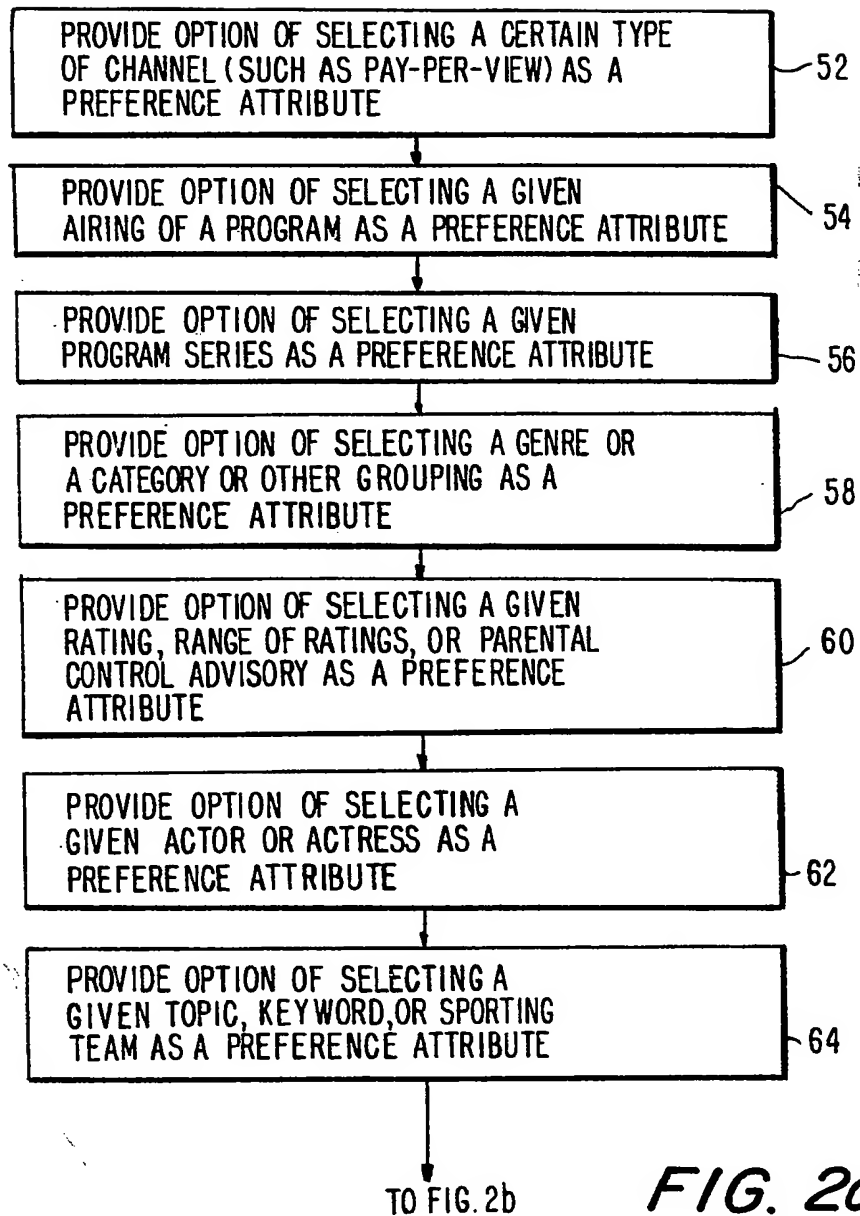 PROVIDE OPTION OF SELECTING A CERTAIN TYPE
OF CHANNEL (SUCH AS PAY-PER-VIEW) AS A
PREFERENCE ATTRIBUTE
52
PROVIDE OPTION OF SELECTING A GIVEN
AIRING OF A PROGRAM AS A PREFERENCE ATTRIBUTE
54
PROVIDE OPTION OF SELECTING A GIVEN
PROGRAM SERIES AS A PREFERENCE ATTRIBUTE
56
PROVIDE OPTION OF SELECTING A GENRE OR
A CATEGORY OR OTHER GROUPING AS A
PREFERENCE ATTRIBUTE
58
PROVIDE OPTION OF SELECTING A GIVEN
RATING, RANGE OF RATINGS, OR PARENTAL
CONTROL ADVISORY AS A PREFERENCE
ATTRIBUTE
60
PROVIDE OPTION OF SELECTING A
GIVEN ACTOR OR ACTRESS AS A
PREFERENCE ATTRIBUTE
62
PROVIDE OPTION OF SELECTING A
GIVEN TOPIC, KEYWORD, OR SPORTING
TEAM AS A PREFERENCE ATTRIBUTE
64
TO FIG. 2b
FIG.